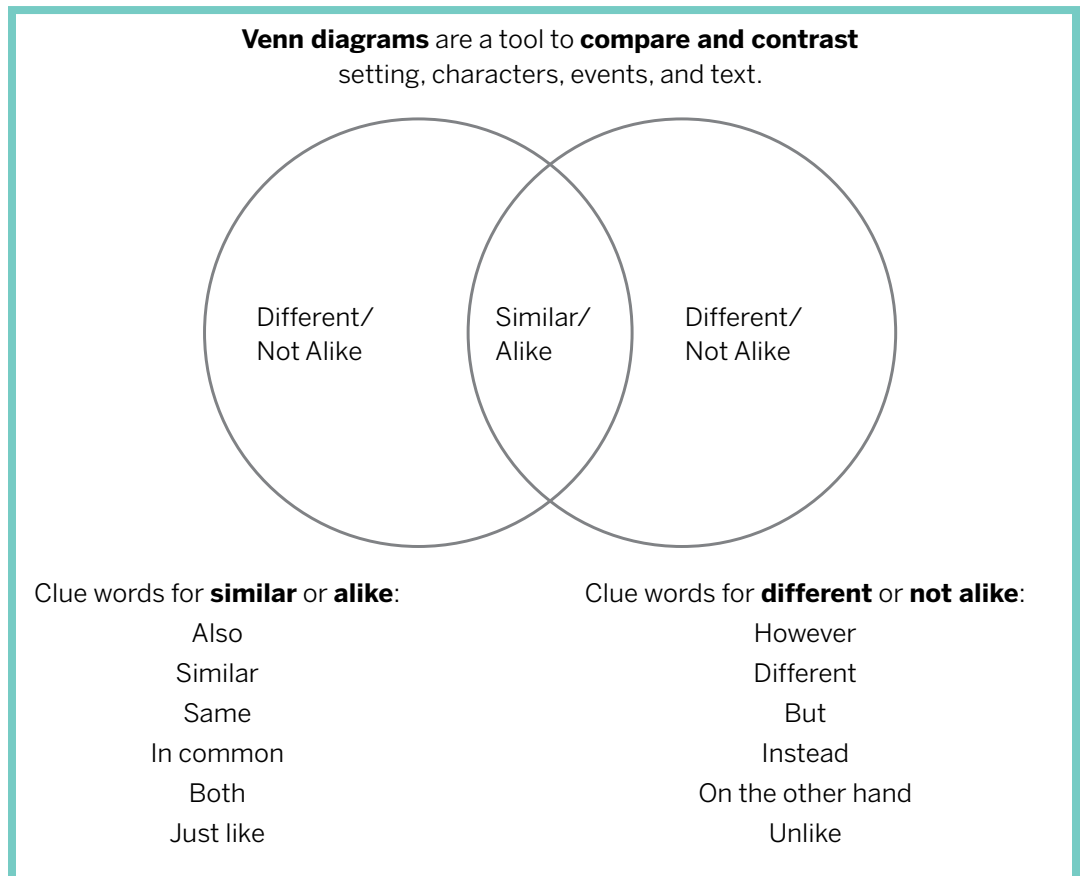 Venn diagrams are a tool to compare and contrast
setting, characters, events, and text.
Different/
Not Alike
Similar/
Alike
Different/
Not Alike
Clue words for similar or alike:
Also
Similar
Same
In common
Both
Just like
Clue words for different or not alike:
However
Different
But
Instead
On the other hand
Unlike